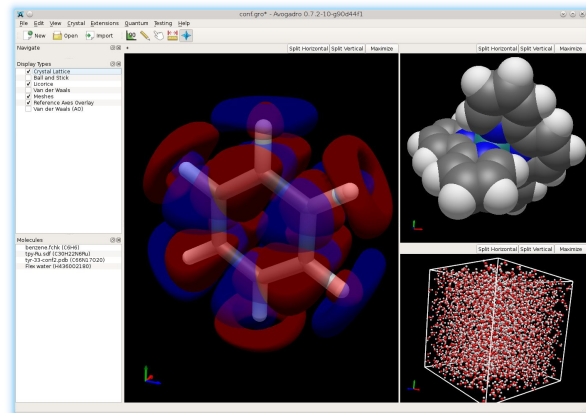 conf.gro* - Avogadro 0.7.2-10-g90d44f1
File Edit View Crystal Extensions Quantum Testing Help
New Open Import
Navigate
Split Horizontal Split Vertical Maximize
Split Horizontal Split Vertical Maximize
Display Types
Crystal Lattice
Ball and Stick
Licorice
Van der Waals
Meshes
Reference Axes Overlay
Van der Waals (AO)
Molecules
benzene.fchk (C6H6)
tpy-Ru.sdf (C30H22N6Ru)
tyr-33-conf2.pdb (C66N17O20)
Flex water (H4360O2180)
Split Horizontal Split Vertical Maximize